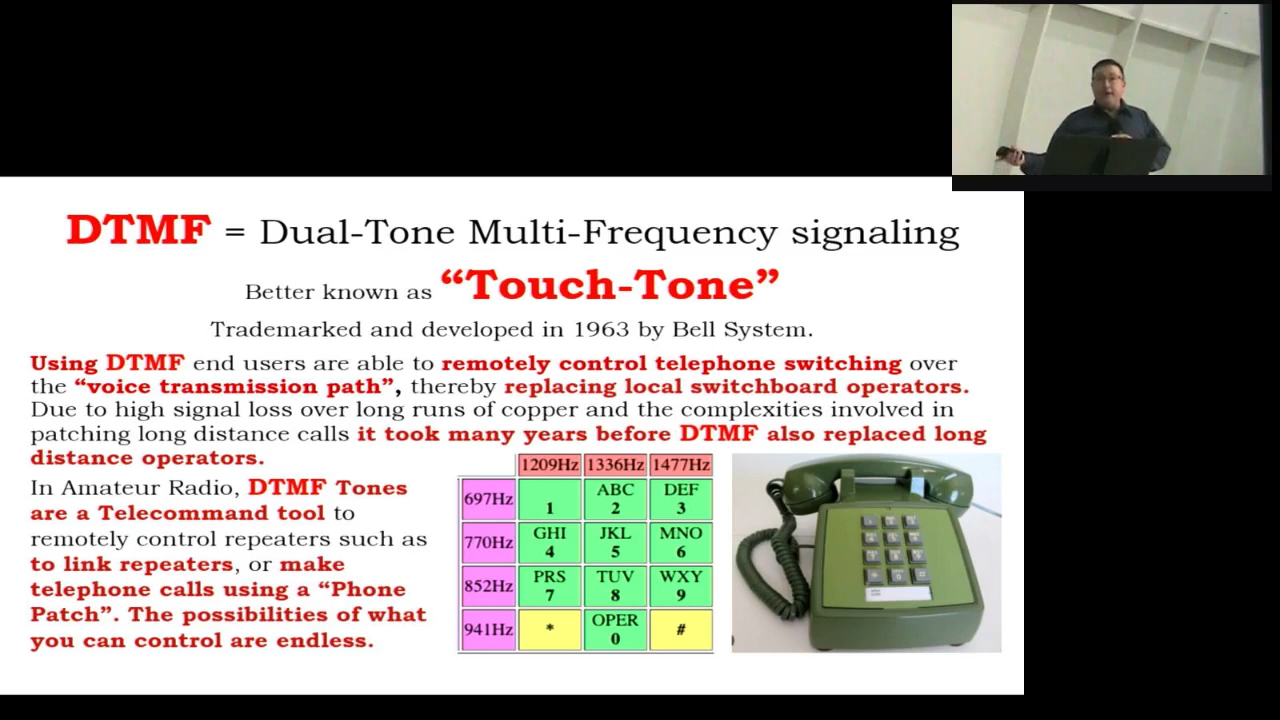 DTMF = Dual-Tone Multi-Frequency signaling
Better known as “Touch-Tone”
Trademarked and developed in 1963 by Bell System.
Using DTMF end users are able to remotely control telephone switching over
the “voice transmission path”, thereby replacing local switchboard operators.
Due to high signal loss over long runs of copper and the complexities involved in
patching long distance calls it took many years before DTMF also replaced long
distance operators.
In Amateur Radio, DTMF Tones
are a Telecommand tool to
remotely control repeaters such as
to link repeaters, or make
telephone calls using a “Phone
Patch”. The possibilities of what
you can control are endless.
1209Hz 1336Hz 1477Hz
697Hz 1 ABC 2 DEF 3
770Hz GHI 4 JKL 5 MNO 6
852Hz PRS 7 TUV 8 WXY 9
941Hz * OPER 0 #